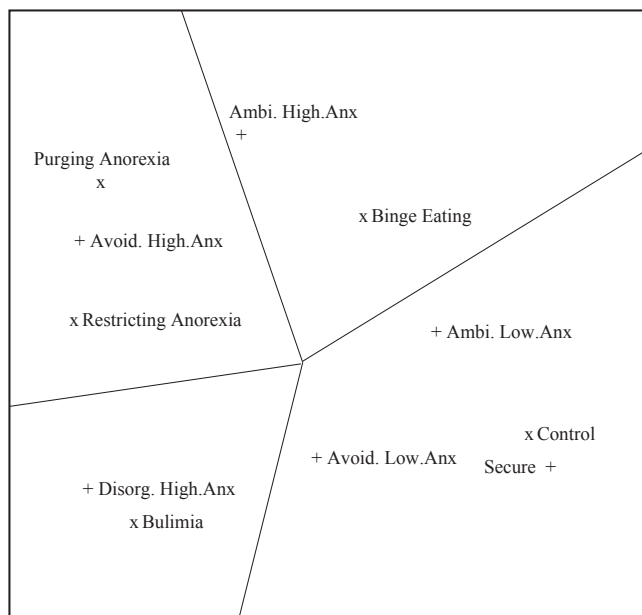 Ambi. High.Anx
+
Purging Anorexia
x
+ Avoid. High.Anx
x Binge Eating
x Restricting Anorexia
+ Ambi. Low.Anx
x Control
+ Avoid. Low.Anx
Secure +
+ Disorg. High.Anx
x Bulimia